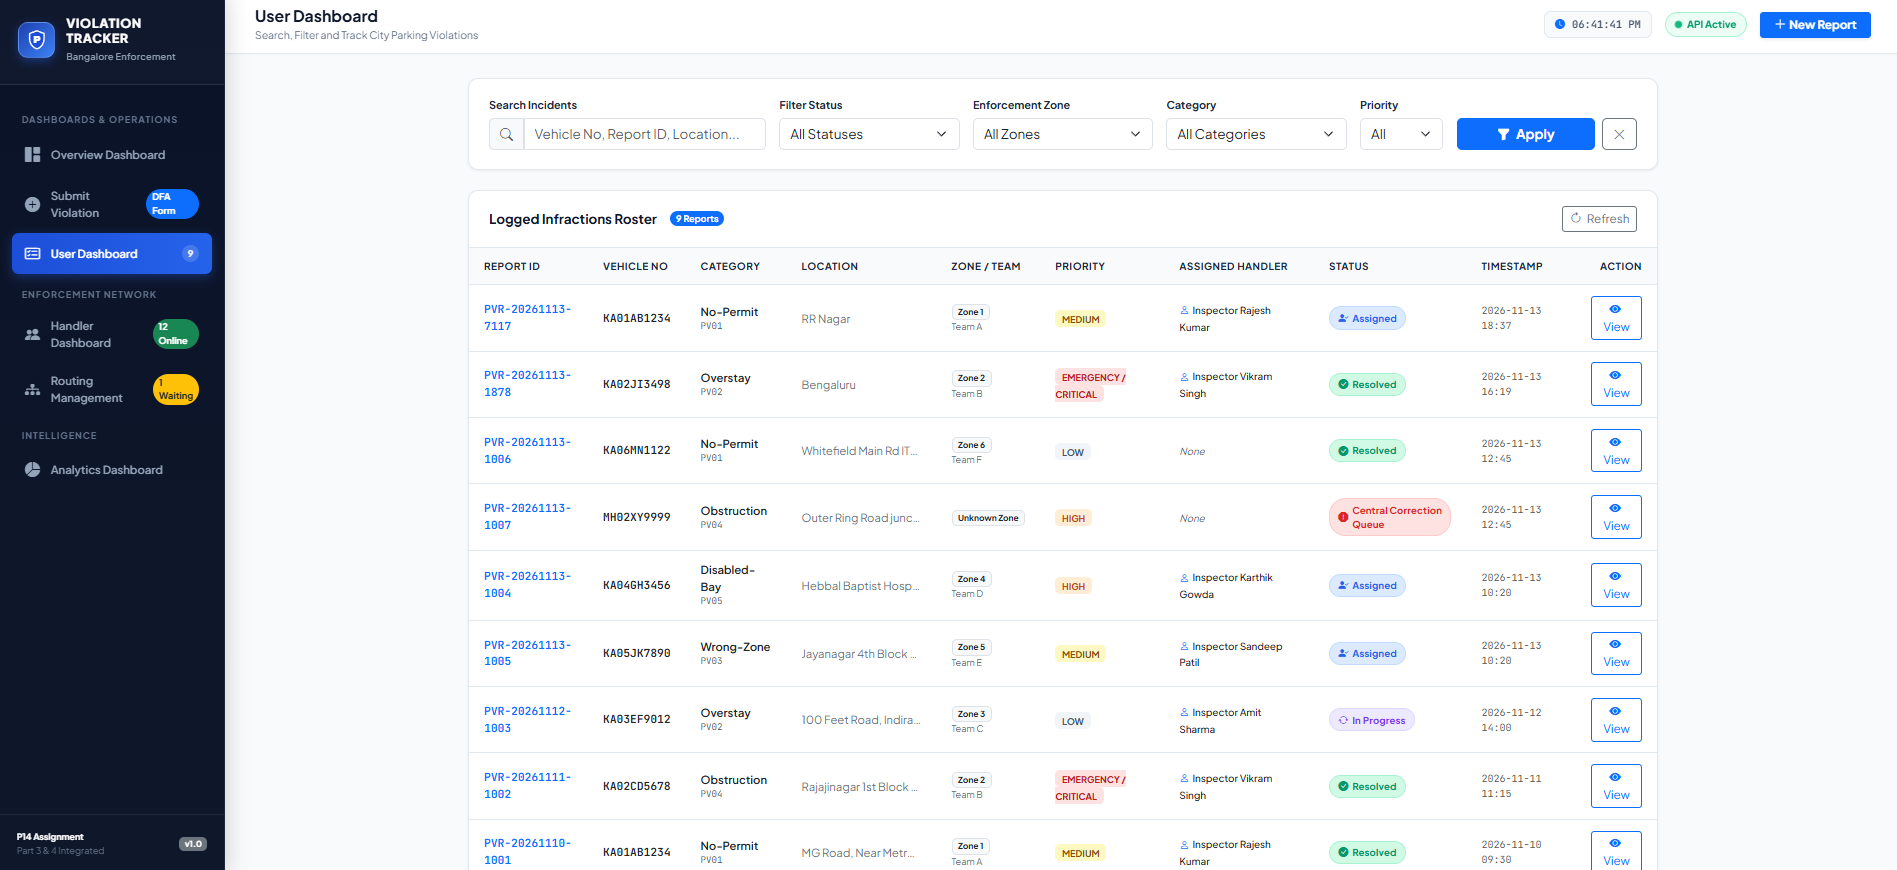 VIOLATION
TRACKER
Bangalore Enforcement
DASHBOARDS & OPERATIONS
Overview Dashboard
Submit
Violation
DFA
Form
User Dashboard
9
ENFORCEMENT NETWORK
Handler
Dashboard
12
Online
Routing
Management
1
Waiting
INTELLIGENCE
Analytics Dashboard
P14 Assignment
Part 3 & 4 Integrated
v1.0
User Dashboard
Search, Filter and Track City Parking Violations
06:41:41 PM
API Active
+ New Report
Search Incidents
Vehicle No, Report ID, Location...
Filter Status
All Statuses
Enforcement Zone
All Zones
Category
All Categories
Priority
All
Apply
Logged Infractions Roster
9 Reports
Refresh
REPORT ID VEHICLE NO CATEGORY LOCATION ZONE / TEAM PRIORITY ASSIGNED HANDLER STATUS TIMESTAMP ACTION
PVR-20261113-
7117
KA01AB1234
No-Permit
PV01
RR Nagar
Zone 1
Team A
MEDIUM
Inspector Rajesh
Kumar
Assigned
2026-11-13
18:37
View
PVR-20261113-
1878
KA02JI3498
Overstay
PV02
Bengaluru
Zone 2
Team B
EMERGENCY /
CRITICAL
Inspector Vikram
Singh
Resolved
2026-11-13
16:19
View
PVR-20261113-
1006
KA06MN1122
No-Permit
PV01
Whitefield Main Rd IT...
Zone 6
Team F
LOW
None
Resolved
2026-11-13
12:45
View
PVR-20261113-
1007
MH02XY9999
Obstruction
PV04
Outer Ring Road junc...
Unknown Zone
HIGH
None
Central Correction
Queue
2026-11-13
12:45
View
PVR-20261113-
1004
KA04GH3456
Disabled-
Bay
PV05
Hebbal Baptist Hosp...
Zone 4
Team D
HIGH
Inspector Karthik
Gowda
Assigned
2026-11-13
10:20
View
PVR-20261113-
1005
KA05JK7890
Wrong-Zone
PV03
Jayanagar 4th Block ...
Zone 5
Team E
MEDIUM
Inspector Sandeep
Patil
Assigned
2026-11-13
10:20
View
PVR-20261112-
1003
KA03EF9012
Overstay
PV02
100 Feet Road, Indira...
Zone 3
Team C
LOW
Inspector Amit
Sharma
In Progress
2026-11-12
14:00
View
PVR-20261111-
1002
KA02CD5678
Obstruction
PV04
Rajajinagar 1st Block ...
Zone 2
Team B
EMERGENCY /
CRITICAL
Inspector Vikram
Singh
Resolved
2026-11-11
11:15
View
PVR-20261110-
1001
KA01AB1234
No-Permit
PV01
MG Road, Near Metr...
Zone 1
Team A
MEDIUM
Inspector Rajesh
Kumar
Resolved
2026-11-10
09:30
View